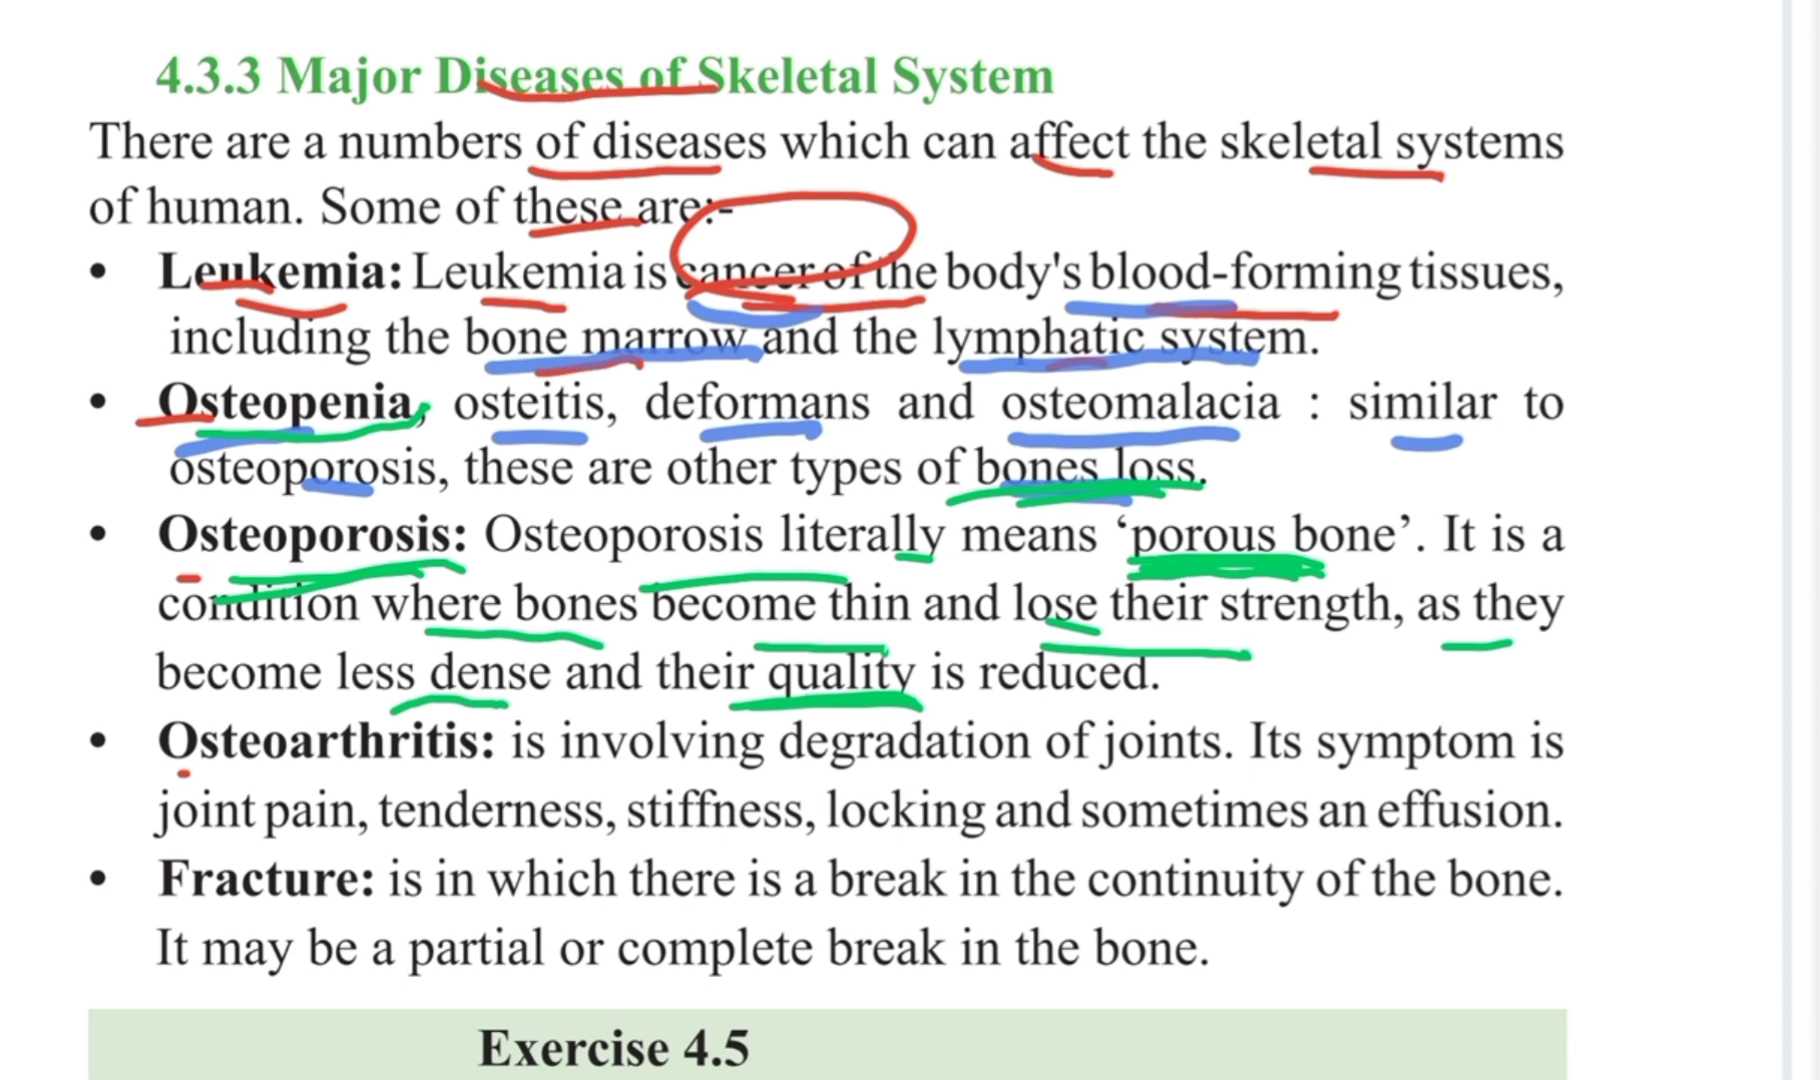 4.3.3 Major Diseases of Skeletal System
There are a numbers of diseases which can affect the skeletal systems
of human. Some of these are:-
• Leukemia: Leukemia is cancer of the body's blood-forming tissues,
including the bone marrow and the lymphatic system.
• Osteopenia, osteitis, deformans and osteomalacia : similar to
osteoporosis, these are other types of bones loss.
• Osteoporosis: Osteoporosis literally means ‘porous bone’. It is a
condition where bones become thin and lose their strength, as they
become less dense and their quality is reduced.
• Osteoarthritis: is involving degradation of joints. Its symptom is
joint pain, tenderness, stiffness, locking and sometimes an effusion.
• Fracture: is in which there is a break in the continuity of the bone.
It may be a partial or complete break in the bone.
Exercise 4.5